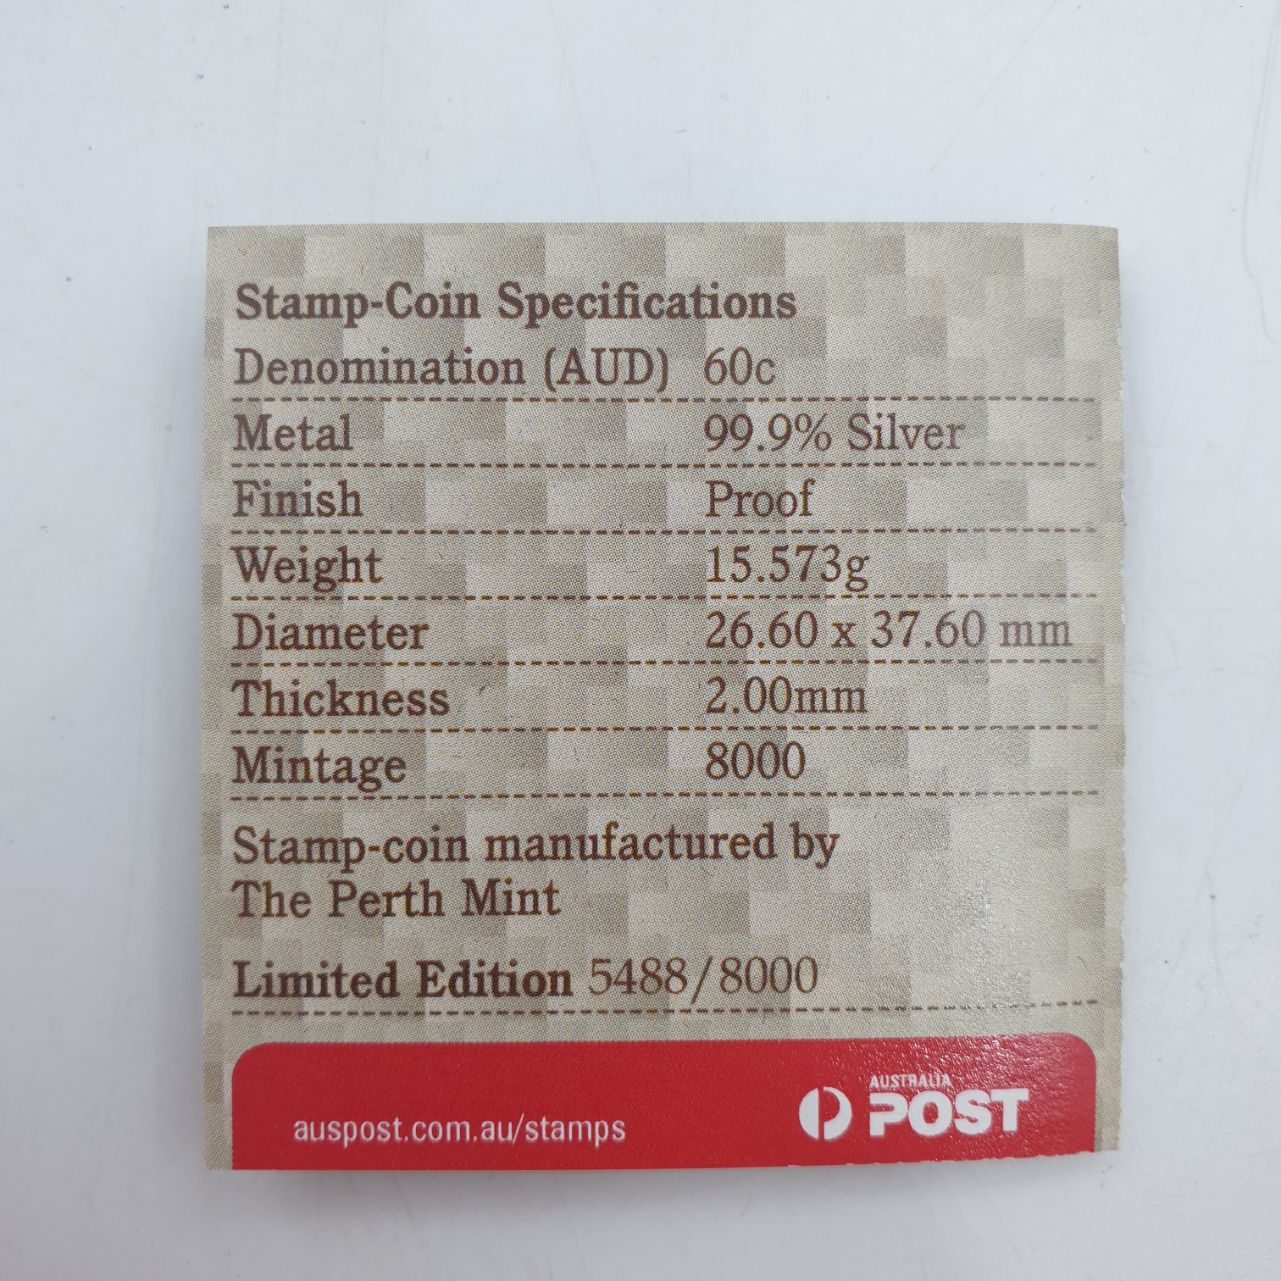 Stamp-Coin Specifications
Denomination (AUD) 60c
Metal 99.9% Silver
Finish Proof
Weight 15.573g
Diameter 26.60 x 37.60 mm
Thickness 2.00mm
Mintage 8000
Stamp-coin manufactured by
The Perth Mint
Limited Edition 5488/8000
auspost.com.au/stamps
AUSTRALIA
POST